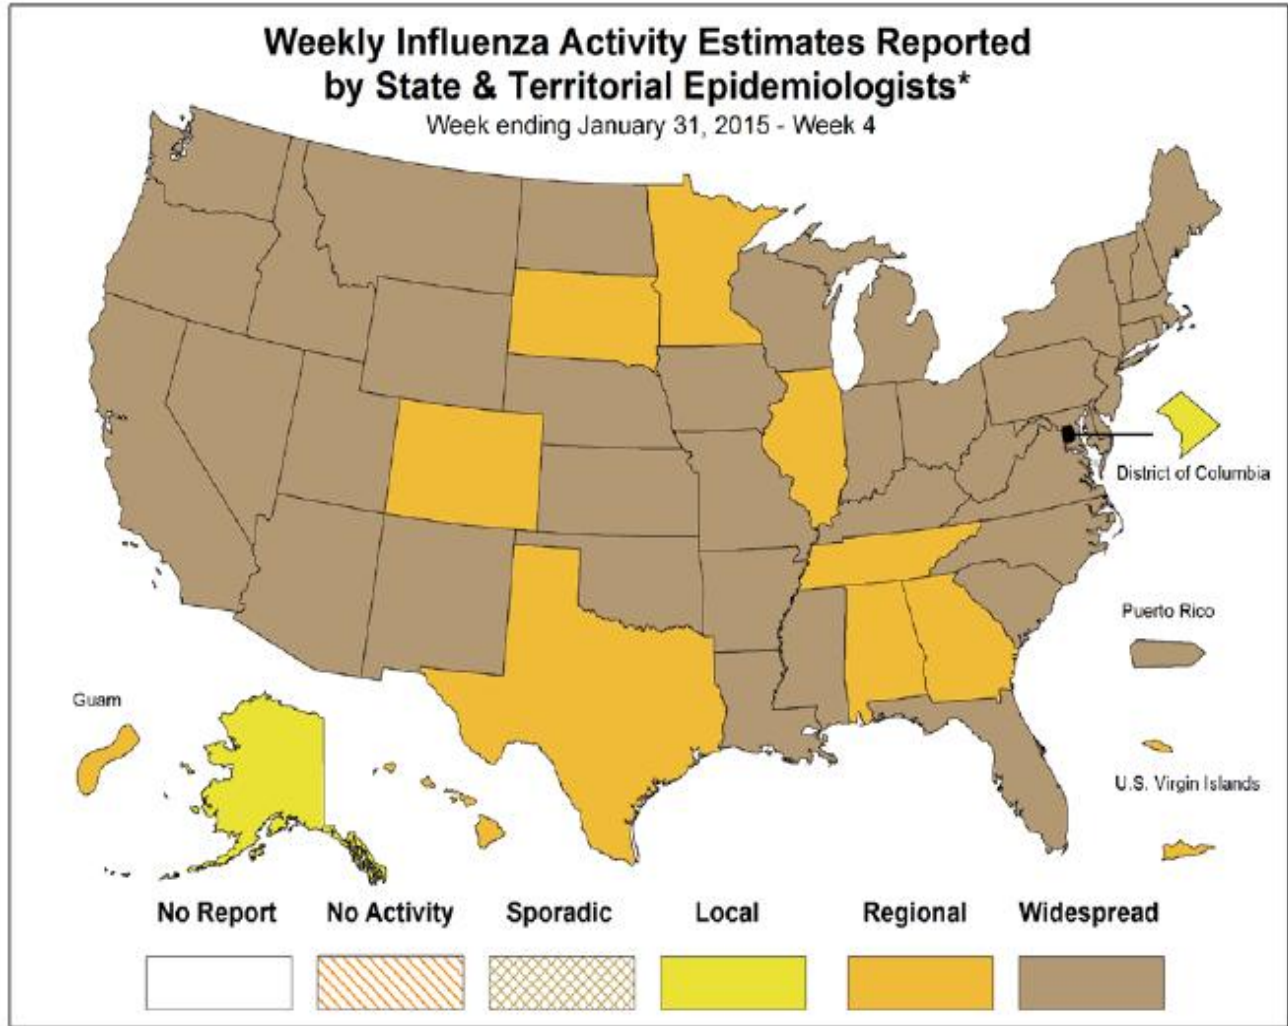 Weekly Influenza Activity Estimates Reported
by State & Territorial Epidemiologists*
Week ending January 31, 2015 - Week 4
District of Columbia
Puerto Rico
Guam
U.S. Virgin Islands
No Report No Activity Sporadic Local Regional Widespread